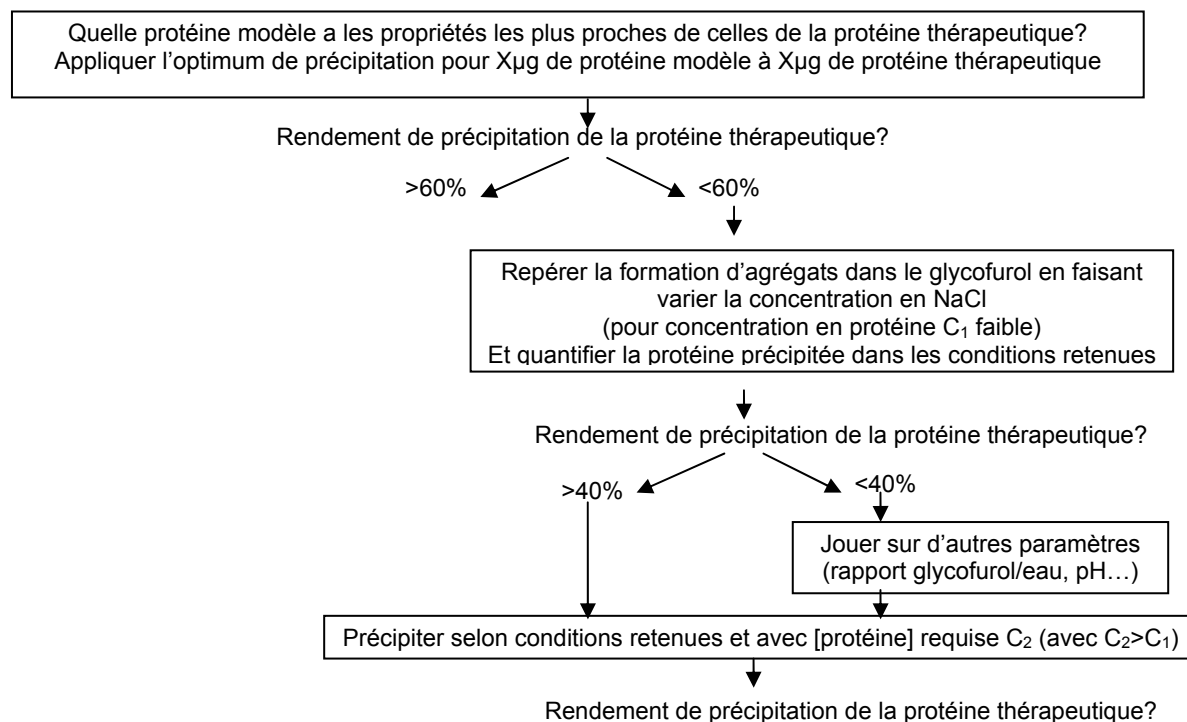 Quelle protéine modèle a les propriétés les plus proches de celles de la protéine thérapeutique?
Appliquer l'optimum de précipitation pour Xµg de protéine modèle à Xµg de protéine thérapeutique
Rendement de précipitation de la protéine thérapeutique?
>60%
<60%
Repérer la formation d'agrégats dans le glycofurol en faisant
varier la concentration en NaCl
(pour concentration en protéine C₁ faible)
Et quantifier la protéine précipitée dans les conditions retenues
Rendement de précipitation de la protéine thérapeutique?
>40%
<40%
Jouer sur d'autres paramètres
(rapport glycofurol/eau, pH…)
Précipiter selon conditions retenues et avec [protéine] requise C₂ (avec C₂>C₁)
Rendement de précipitation de la protéine thérapeutique?